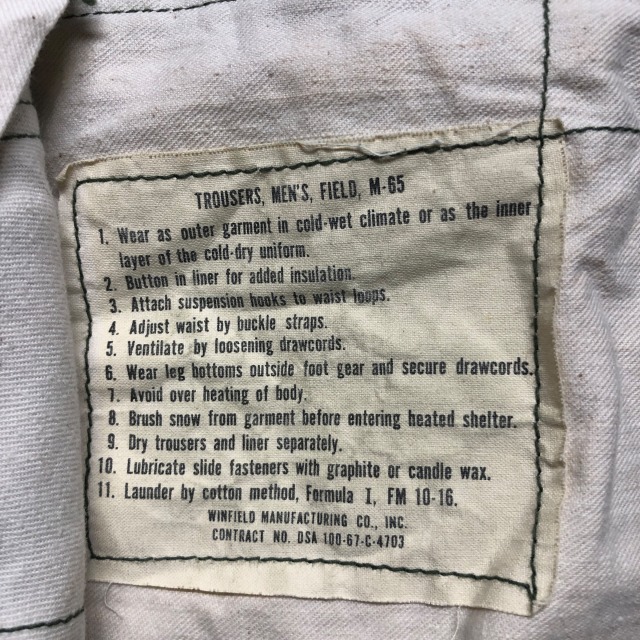 TROUSERS, MEN'S, FIELD, M-65
1. Wear as outer garment in cold-wet climate or as the inner
layer of the cold-dry uniform.
2. Button in liner for added insulation.
3. Attach suspension hooks to waist loops.
4. Adjust waist by buckle straps.
5. Ventilate by loosening drawcords.
6. Wear leg bottoms outside foot gear and secure drawcords.
7. Avoid over heating of body.
8. Brush snow from garment before entering heated shelter.
9. Dry trousers and liner separately.
10. Lubricate slide fasteners with graphite or candle wax.
11. Launder by cotton method, Formula I, FM 10-16.
WINFIELD MANUFACTURING CO., INC.
CONTRACT NO. DSA 100-67-C-4703